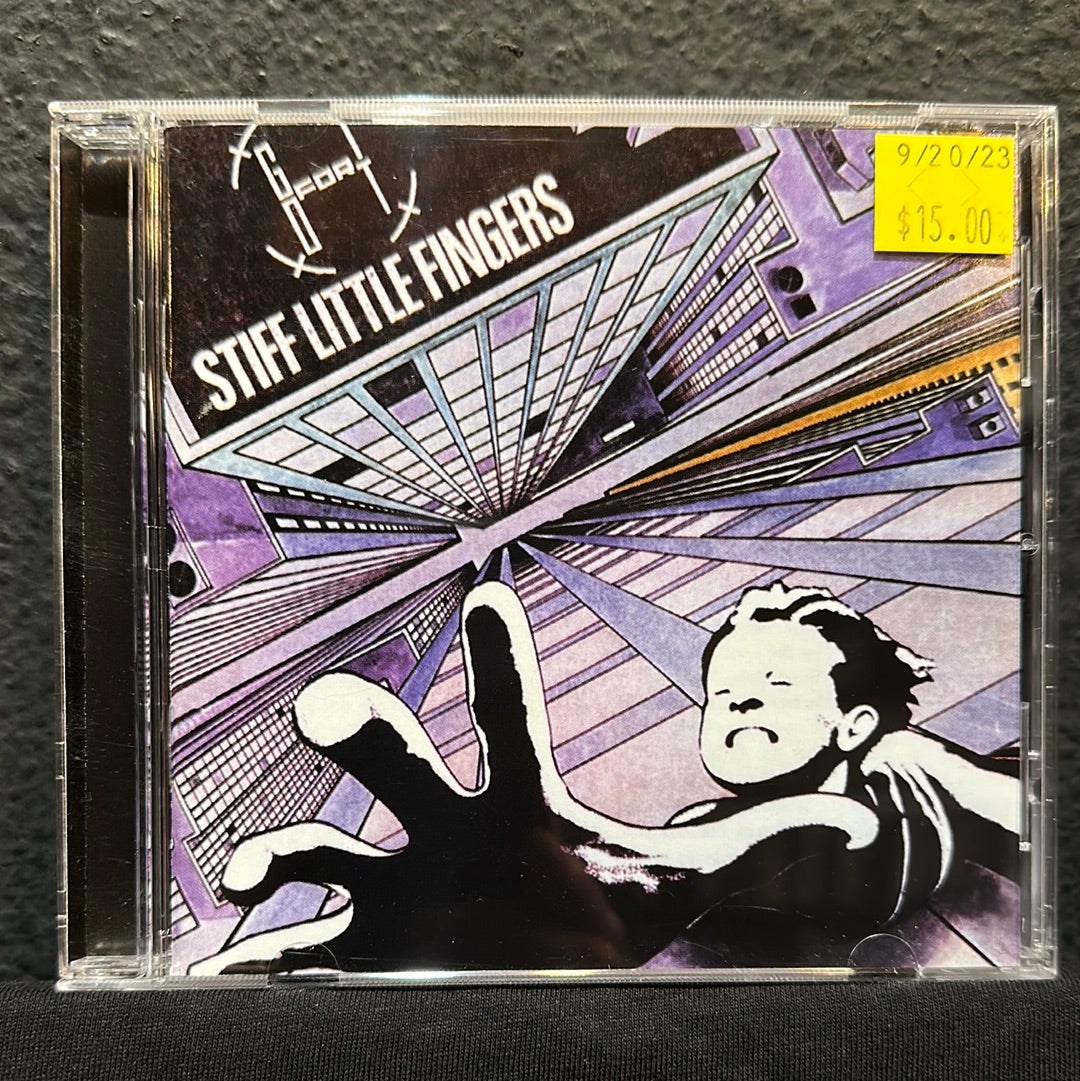 GO FOR IT
STIFF LITTLE FINGERS
9/20/23
$15.00